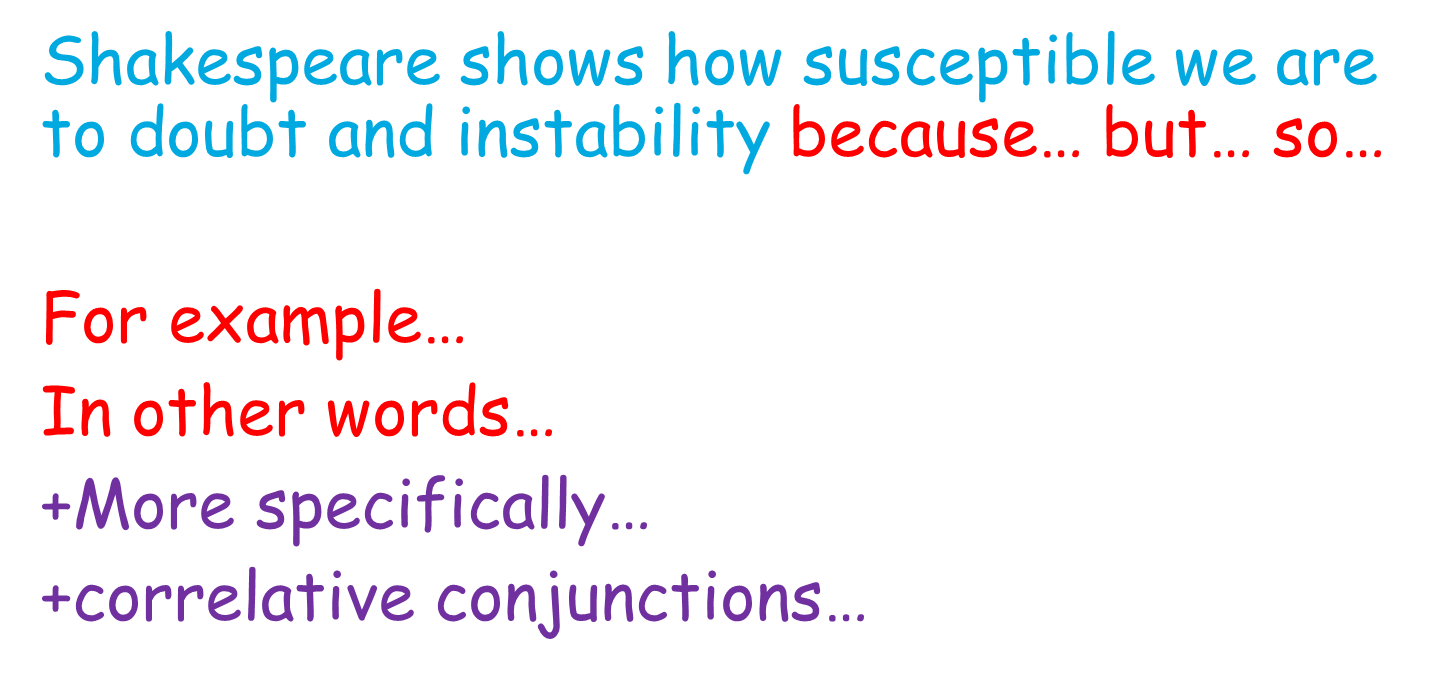 Shakespeare shows how susceptible we are
to doubt and instability because… but… so…
For example…
In other words…
+More specifically…
+correlative conjunctions…